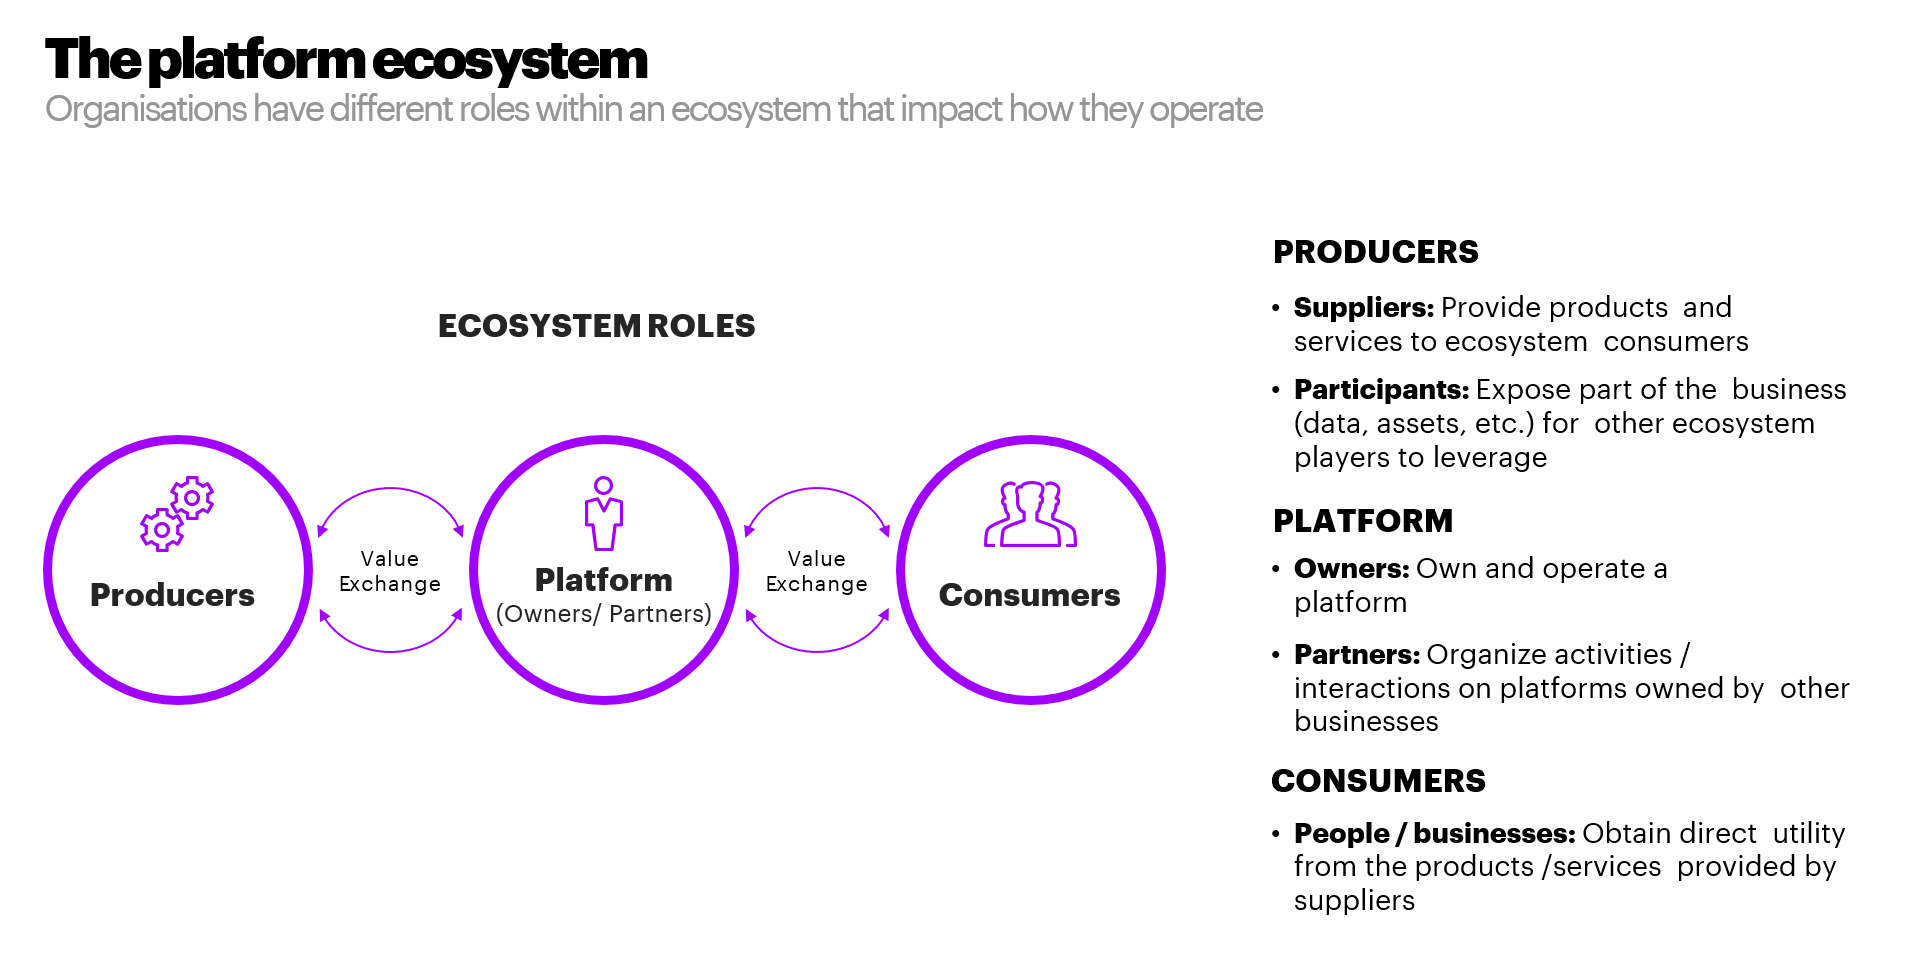 The platform ecosystem
Organisations have different roles within an ecosystem that impact how they operate
ECOSYSTEM ROLES
Producers
Value
Exchange
Platform
(Owners/ Partners)
Value
Exchange
Consumers
PRODUCERS
• Suppliers: Provide products and
services to ecosystem consumers
• Participants: Expose part of the business
(data, assets, etc.) for other ecosystem
players to leverage
PLATFORM
• Owners: Own and operate a
platform
• Partners: Organize activities /
interactions on platforms owned by other
businesses
CONSUMERS
• People / businesses: Obtain direct utility
from the products /services provided by
suppliers